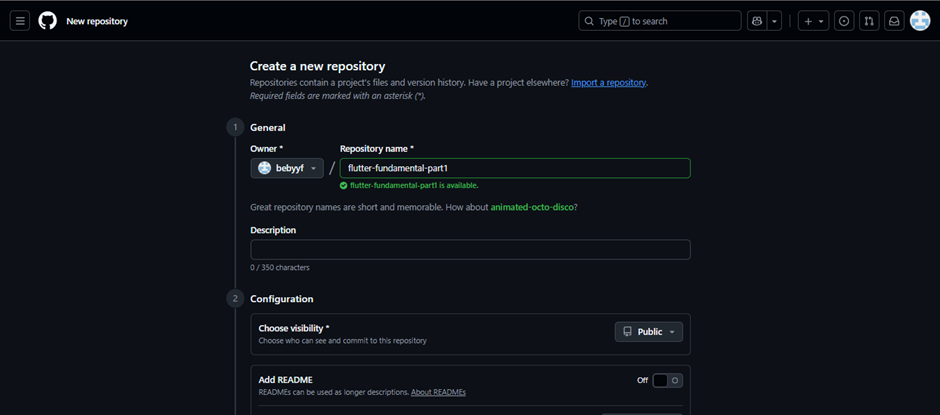 New repository
Type / to search
Create a new repository
Repositories contain a project's files and version history. Have a project elsewhere? Import a repository.
Required fields are marked with an asterisk (*).
1 General
Owner * Repository name *
bebyyf / flutter-fundamental-part1
flutter-fundamental-part1 is available.
Great repository names are short and memorable. How about animated-octo-disco?
Description
0 / 350 characters
2 Configuration
Choose visibility *
Public
Choose who can see and commit to this repository
Add README
Off
READMEs can be used as longer descriptions. About READMEs